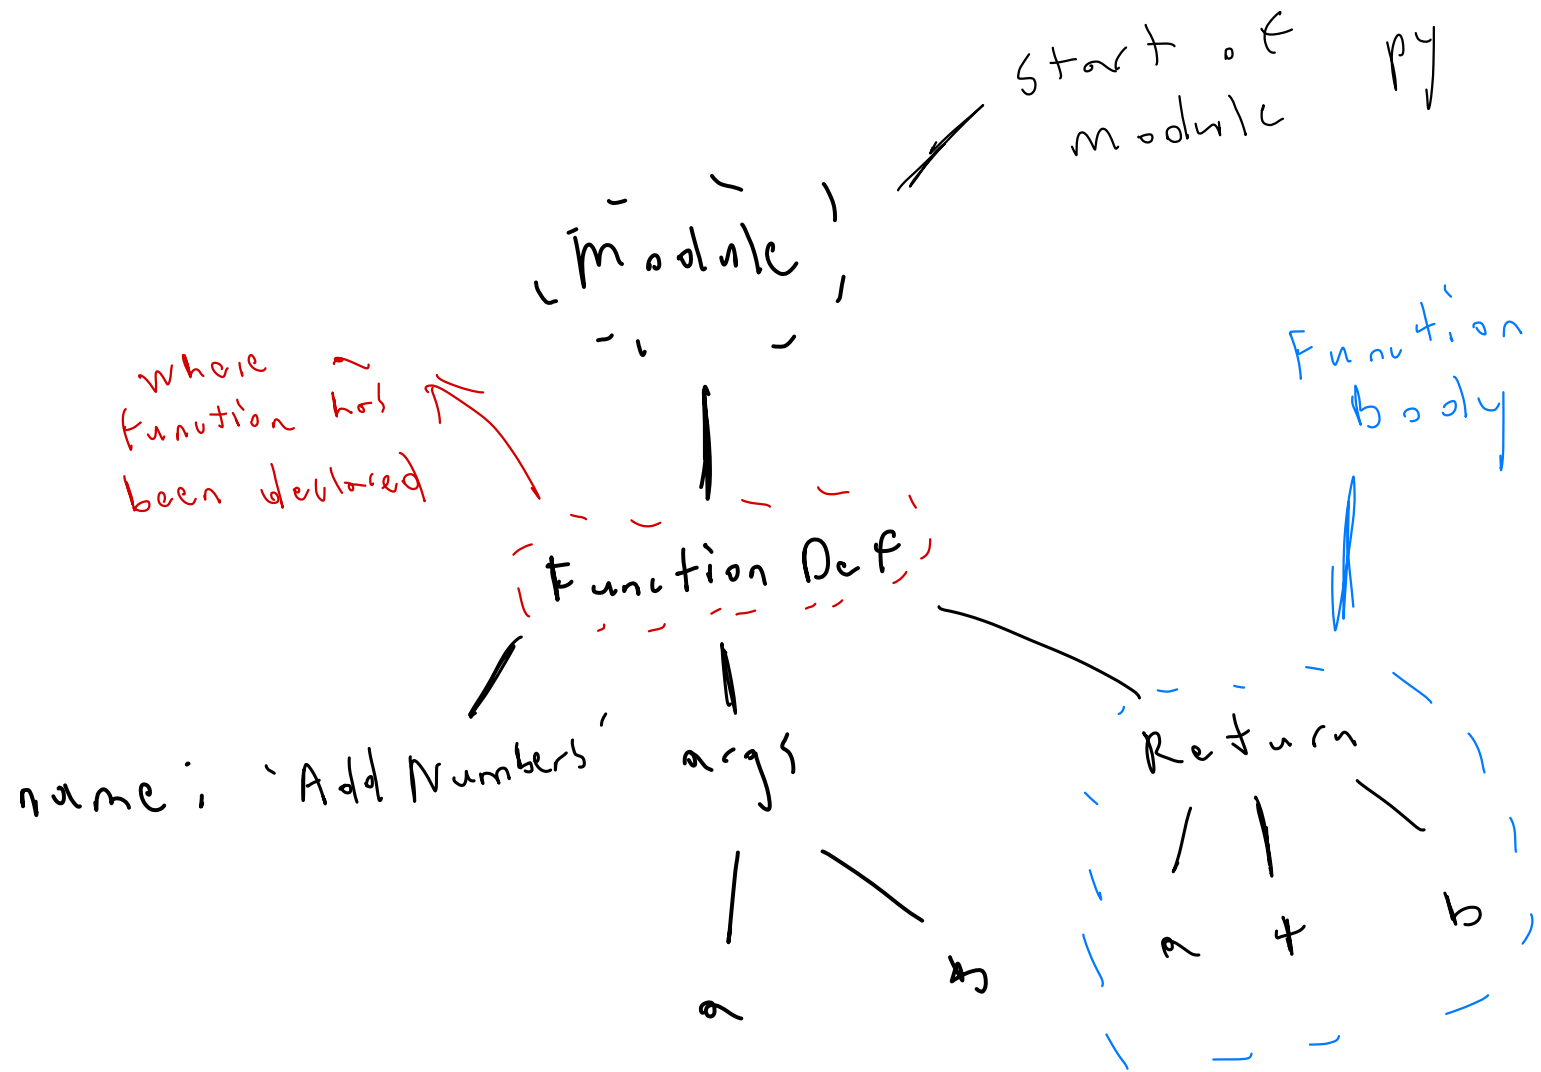 start of py
module
Module
where a
function has
been declared
Function
Body
Function Def
name: 'Add Numbers'
args
Return
a + b
a b